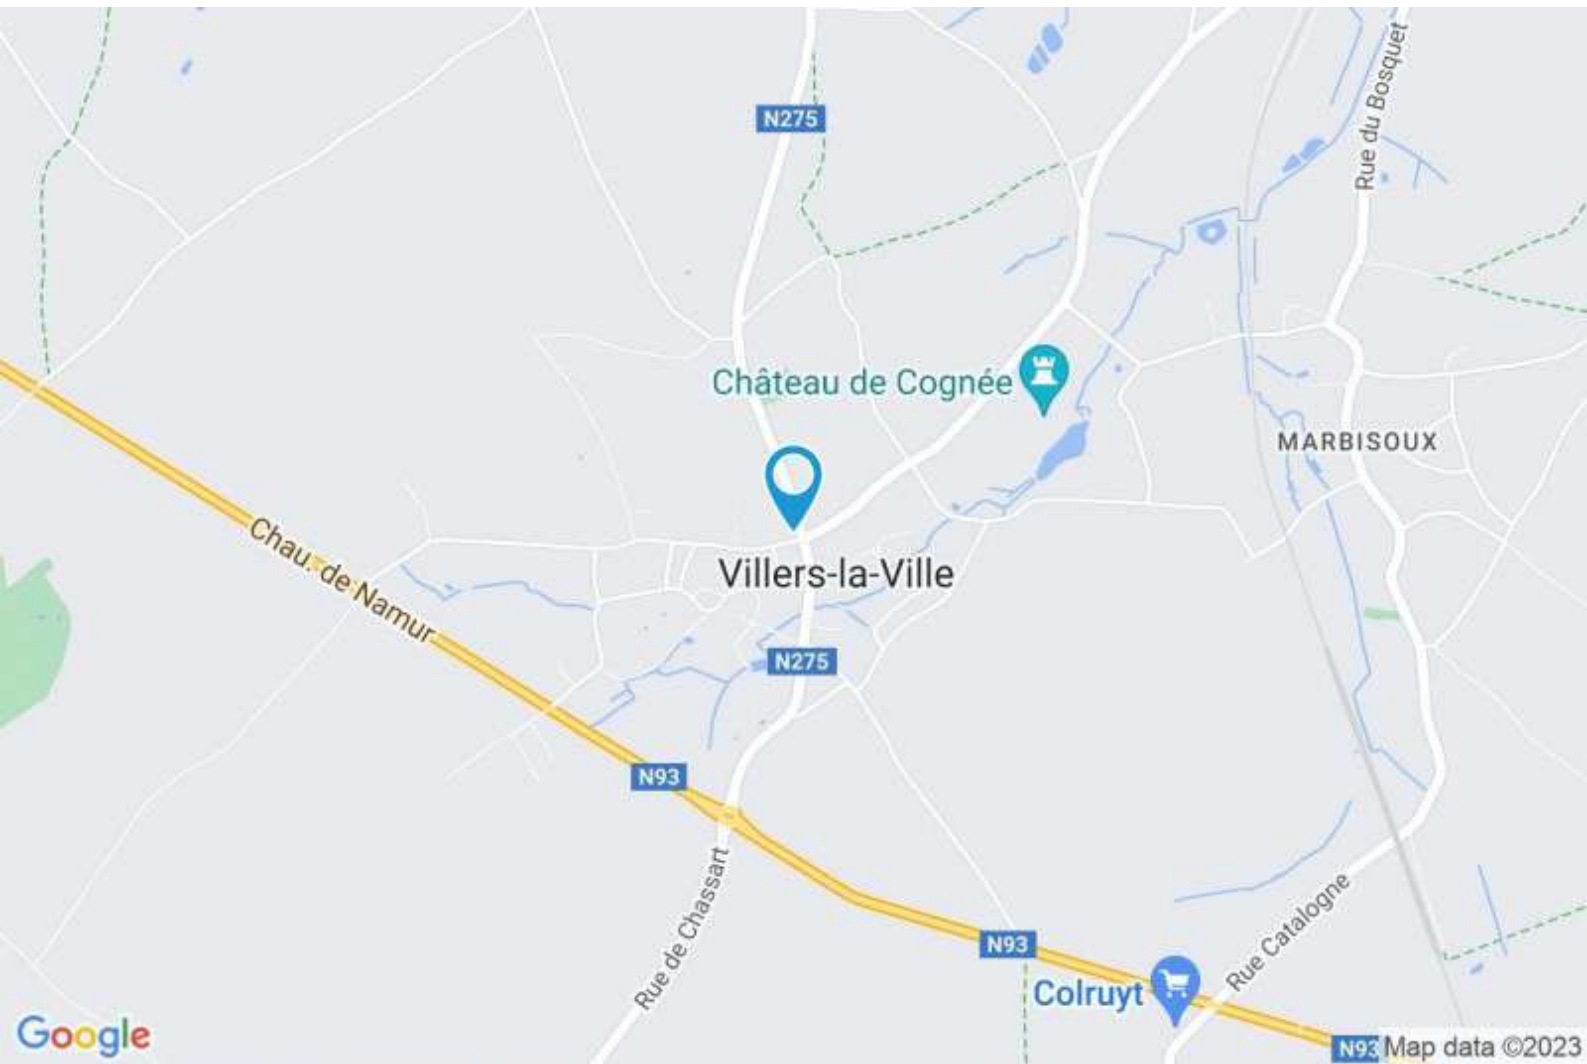 N275
Rue du Bosquet
Château de Cognée
MARBISOUX
Chau. de Namur
Villers-la-Ville
N275
N93
Rue de Chassart
Rue Catalogne
N93
Colruyt
Google
N93
Map data ©2023